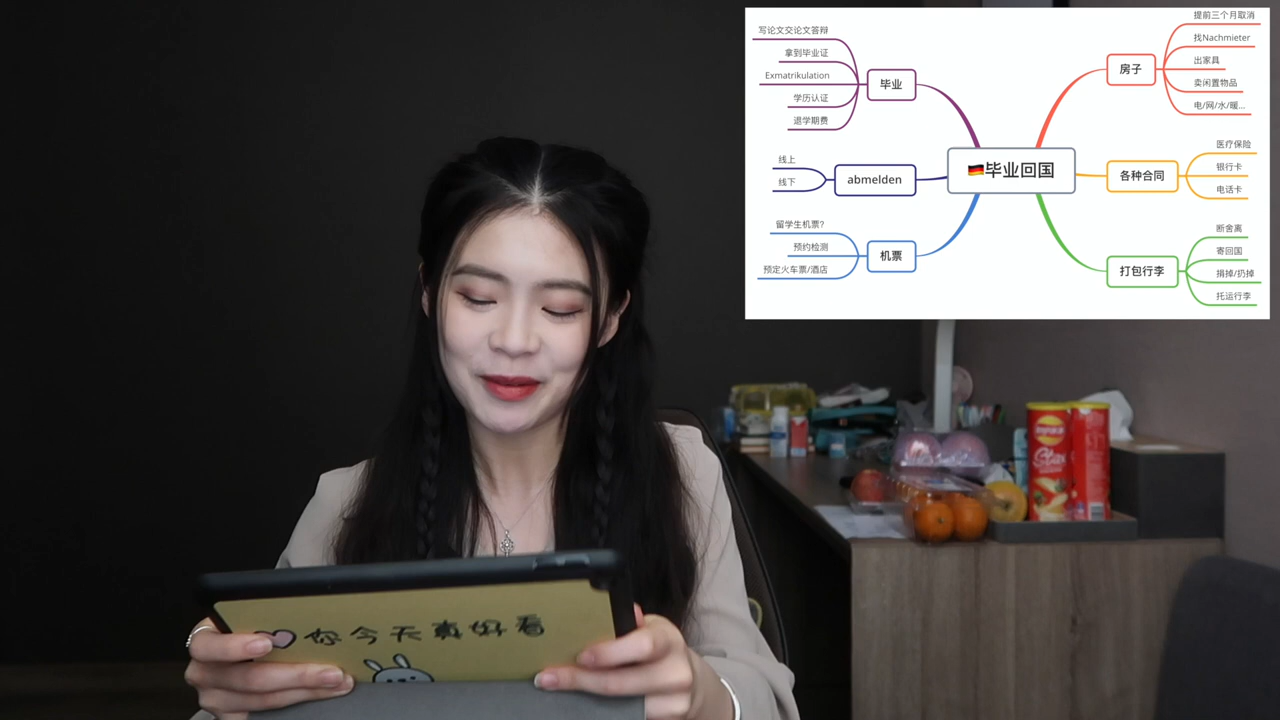 写论文交论文答辩
拿到毕业证
Exmatrikulation
学历认证
退学期费
毕业
线上
线下
abmelden
留学生机票?
预约检测
预定火车票/酒店
机票
毕业回国
房子
提前三个月取消
找Nachmieter
出家具
卖闲置物品
电/网/水/暖...
各种合同
医疗保险
银行卡
电话卡
打包行李
断舍离
寄回国
捐掉/扔掉
托运行李
Stax
你今天真好看